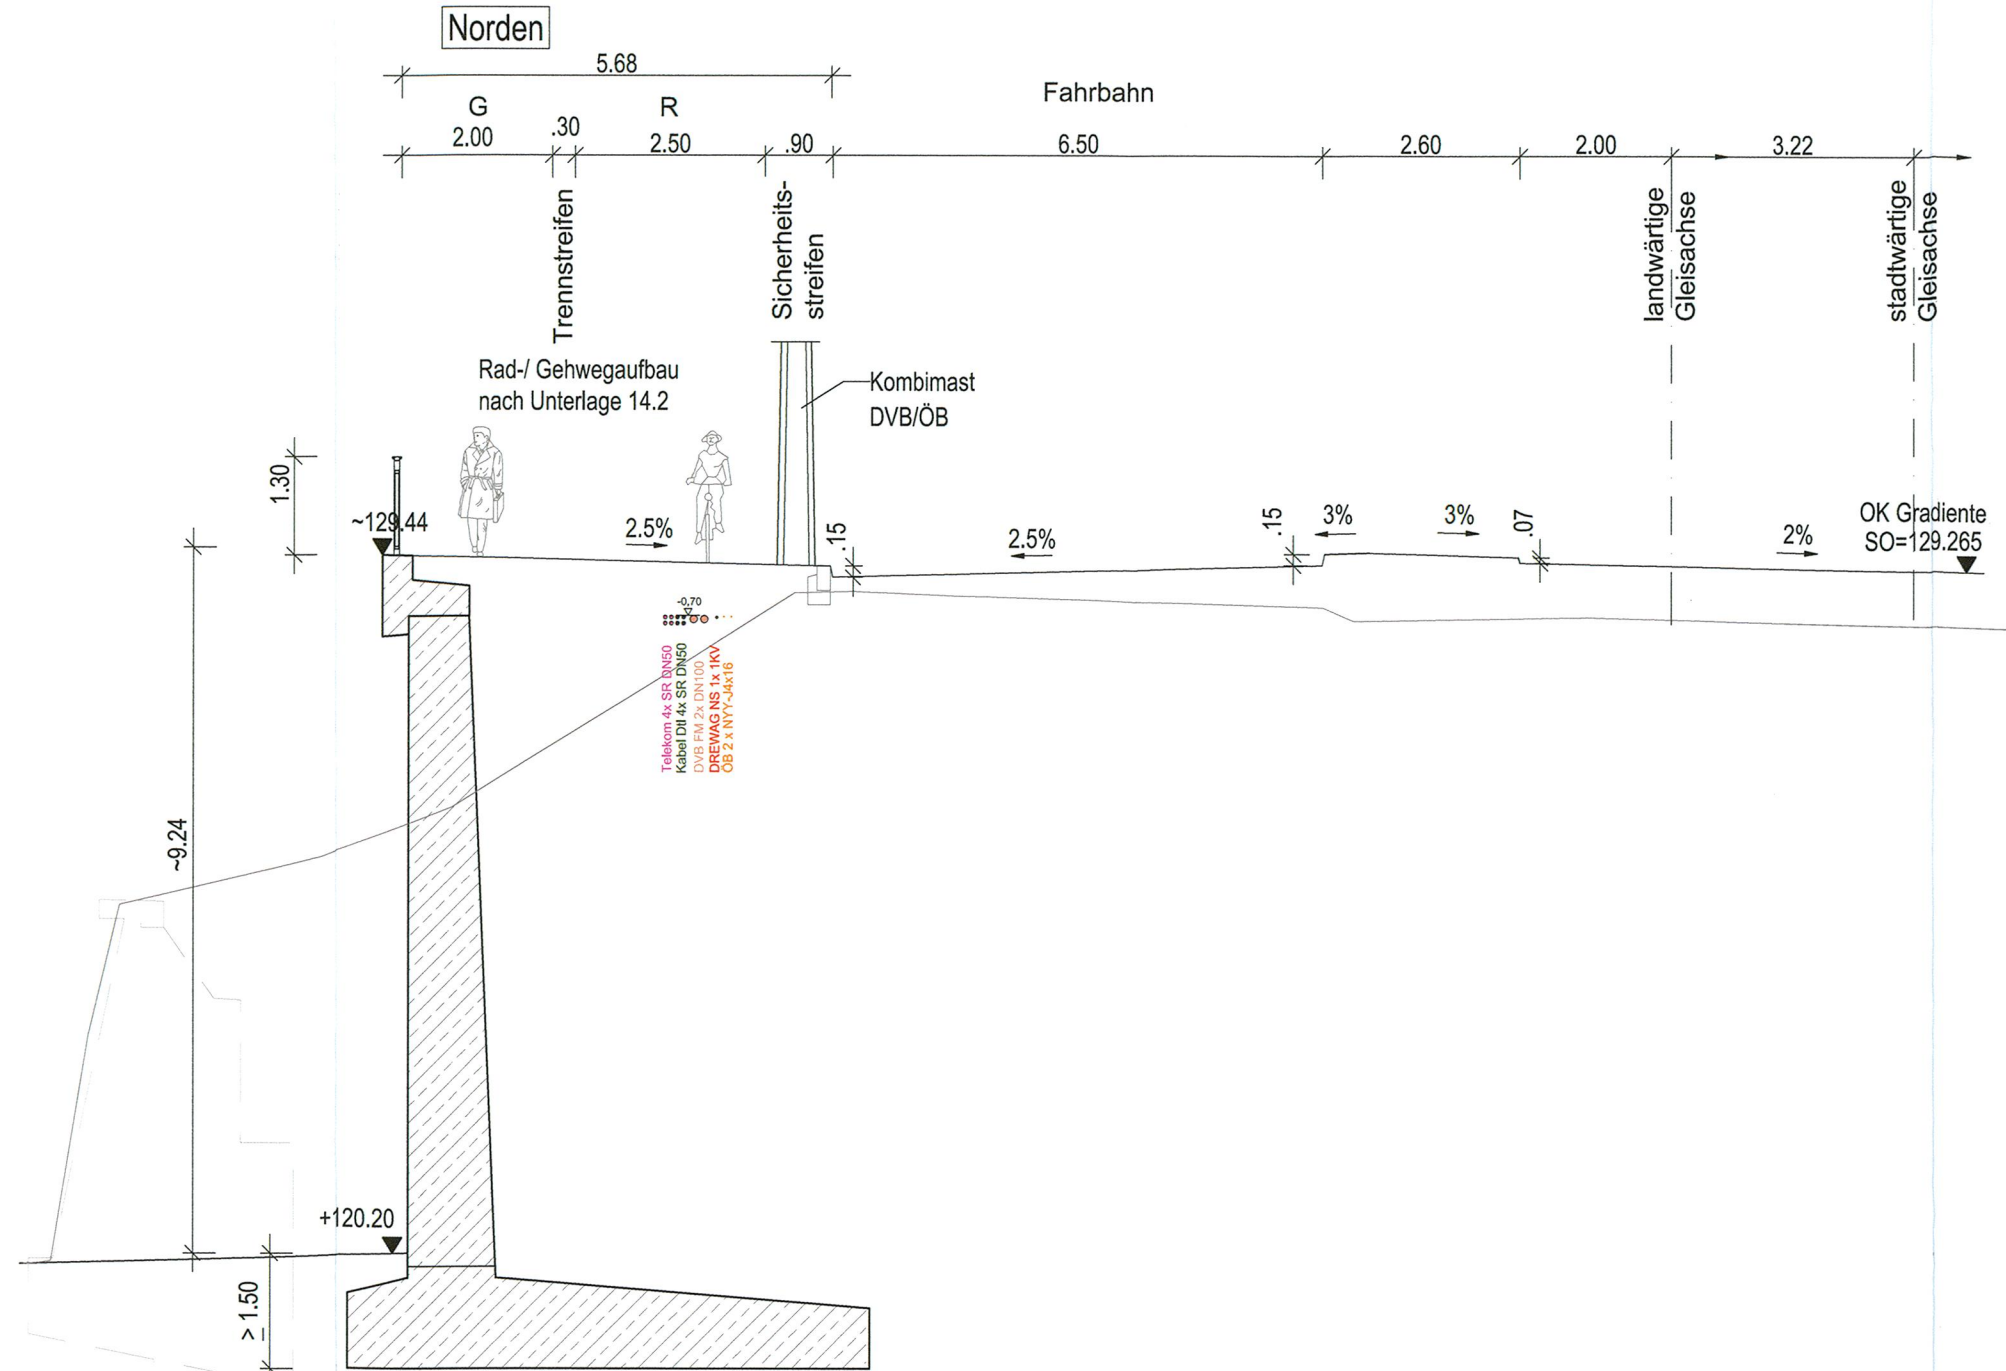 Norden
5.68
Fahrbahn
G
R
2.00
.30
2.50
.90
6.50
2.60
2.00
3.22
Trennstreifen
Sicherheits-
streifen
landwärtige
Gleisachse
stadtwärtige
Gleisachse
Rad-/ Gehwegaufbau
nach Unterlage 14.2
Kombimast
DVB/ÖB
1.30
~129.44
2.5%
.15
2.5%
.15
3%
3%
.07
2%
OK Gradiente
SO=129.265
-0,70
Telekom 4x SR DN50
Kabel Dtl 4x SR DN50
DVB FM 2x DN100
DREWAG NS 1x 1KV
ÖB 2 x NYY-J4x16
~9.24
+120.20
≥ 1.50